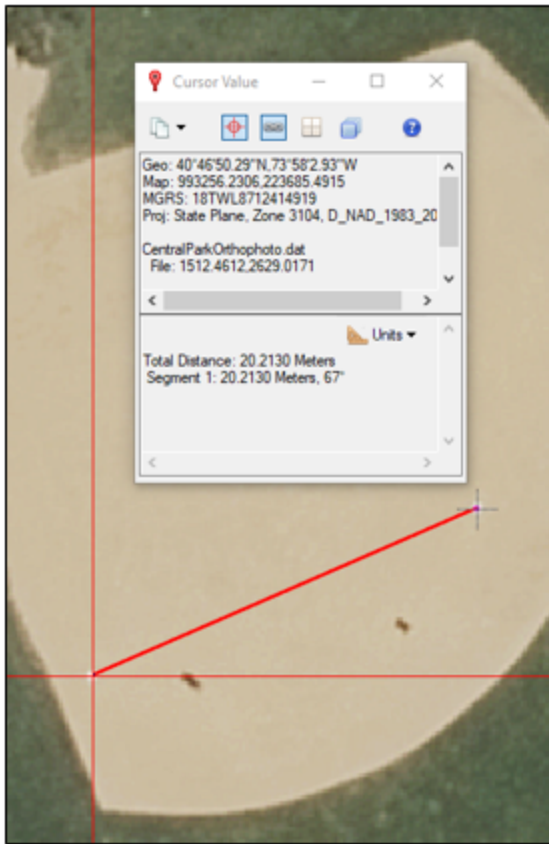 Cursor Value
Geo: 40°46'50.29"N,73°58'2.93"W
Map: 993256.2306,223685.4915
MGRS: 18TWL8712414919
Proj: State Plane, Zone 3104, D_NAD_1983_20
CentralParkOrthophoto.dat
File: 1512.4612,2629.0171
Units
Total Distance: 20.2130 Meters
Segment 1: 20.2130 Meters, 67°